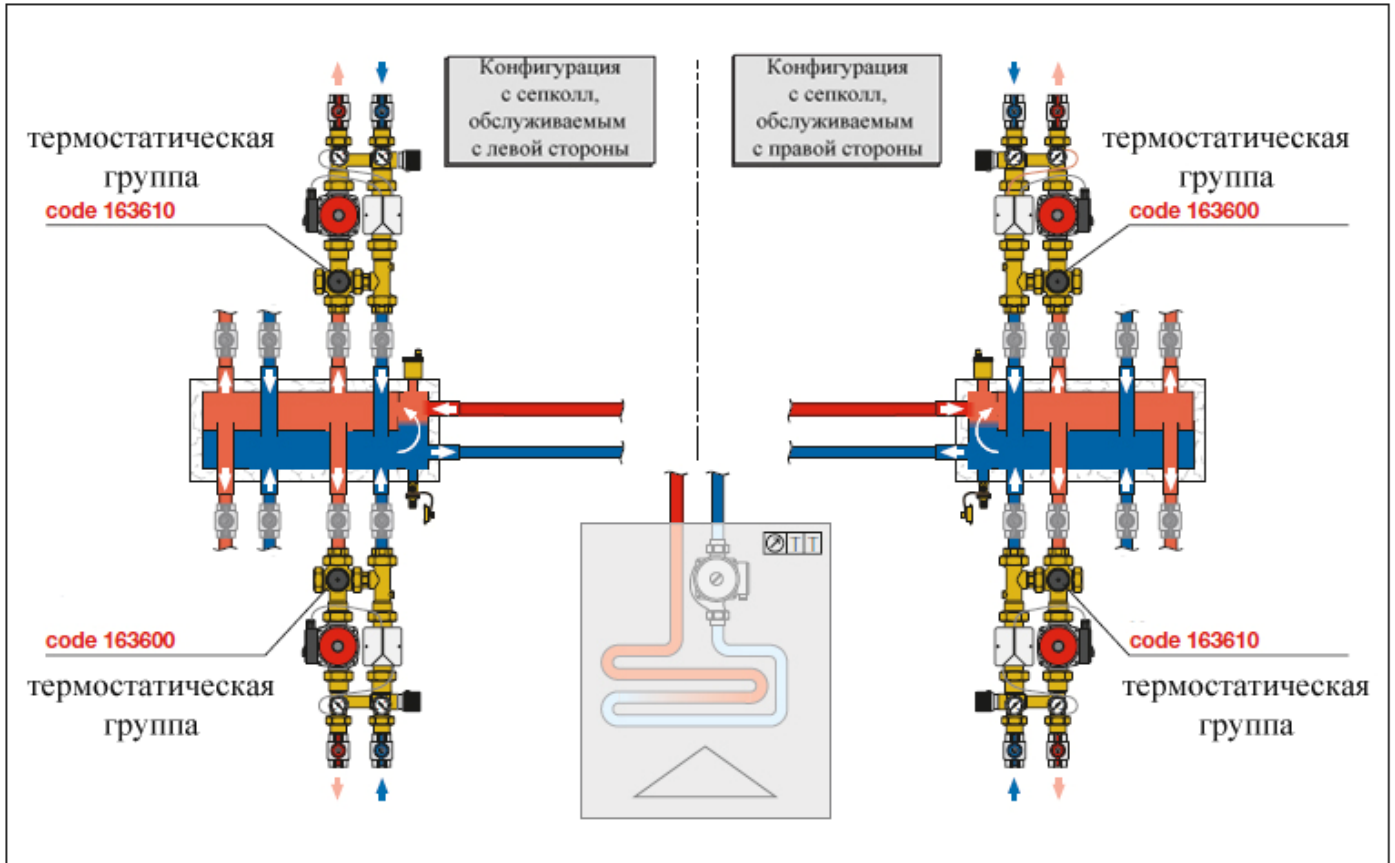 Конфигурация
с сепколл,
обслуживаемым
с левой стороны
Конфигурация
с сепколл,
обслуживаемым
с правой стороны
термостатическая
группа
code 163610
термостатическая
группа
code 163600
T T
code 163600
термостатическая
группа
code 163610
термостатическая
группа